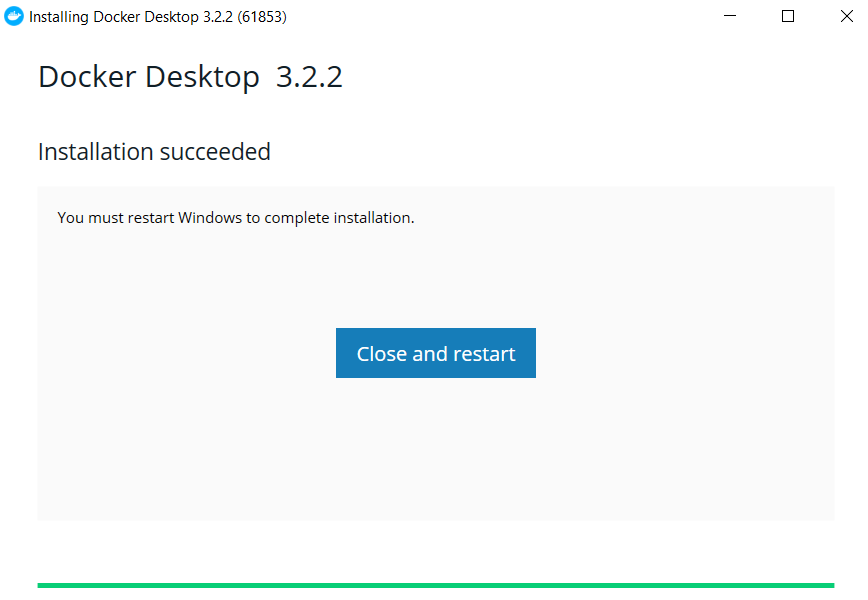 Installing Docker Desktop 3.2.2 (61853)
Docker Desktop 3.2.2
Installation succeeded
You must restart Windows to complete installation.
Close and restart